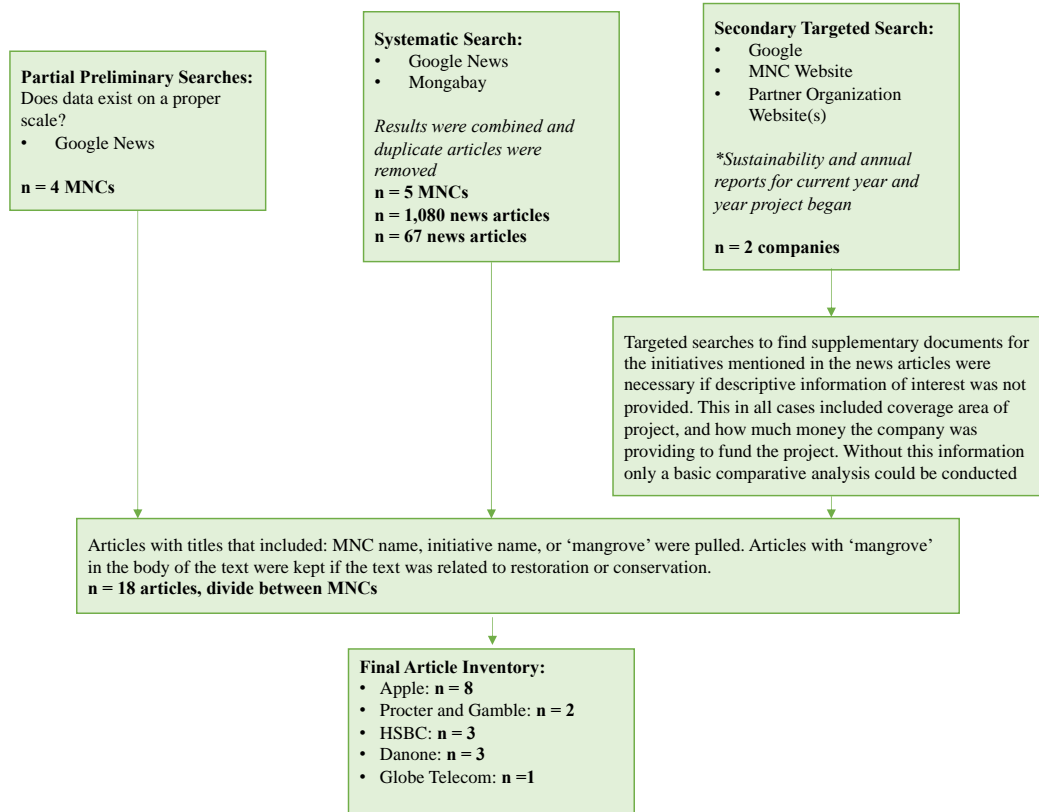 Partial Preliminary Searches:
Does data exist on a proper
scale?
• Google News
n = 4 MNCs
Systematic Search:
• Google News
• Mongabay
Results were combined and
duplicate articles were
removed
n = 5 MNCs
n = 1,080 news articles
n = 67 news articles
Secondary Targeted Search:
• Google
• MNC Website
• Partner Organization
Website(s)
*Sustainability and annual
reports for current year and
year project began
n = 2 companies
Targeted searches to find supplementary documents for
the initiatives mentioned in the news articles were
necessary if descriptive information of interest was not
provided. This in all cases included coverage area of
project, and how much money the company was
providing to fund the project. Without this information
only a basic comparative analysis could be conducted
Articles with titles that included: MNC name, initiative name, or ‘mangrove’ were pulled. Articles with ‘mangrove’
in the body of the text were kept if the text was related to restoration or conservation.
n = 18 articles, divide between MNCs
Final Article Inventory:
• Apple: n = 8
• Procter and Gamble: n = 2
• HSBC: n = 3
• Danone: n = 3
• Globe Telecom: n =1